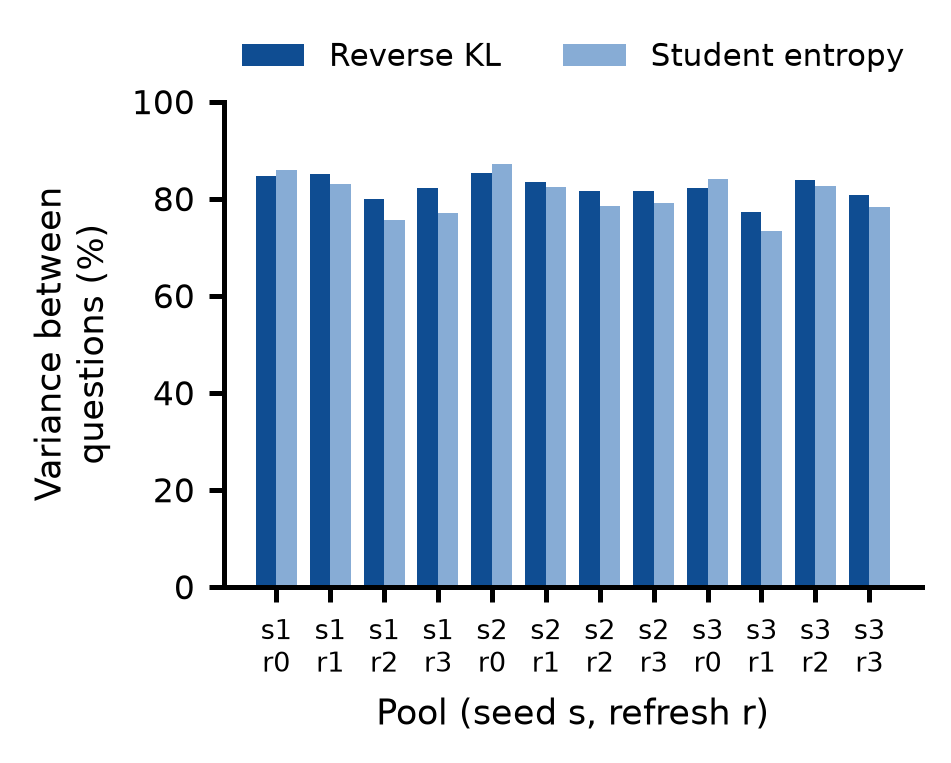 Reverse KL Student entropy
Variance between
questions (%)
100
80
60
40
20
0
s1 s1 s1 s1 s2 s2 s2 s2 s3 s3 s3 s3
r0 r1 r2 r3 r0 r1 r2 r3 r0 r1 r2 r3
Pool (seed s, refresh r)